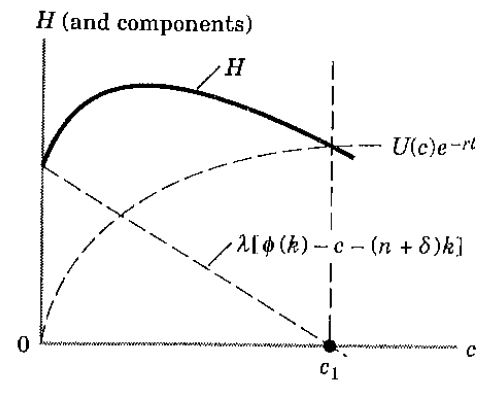 H (and components)
H
U(c)e^{-rt}
λ[ϕ(k) − c − (n + δ)k]
0
c
c₁